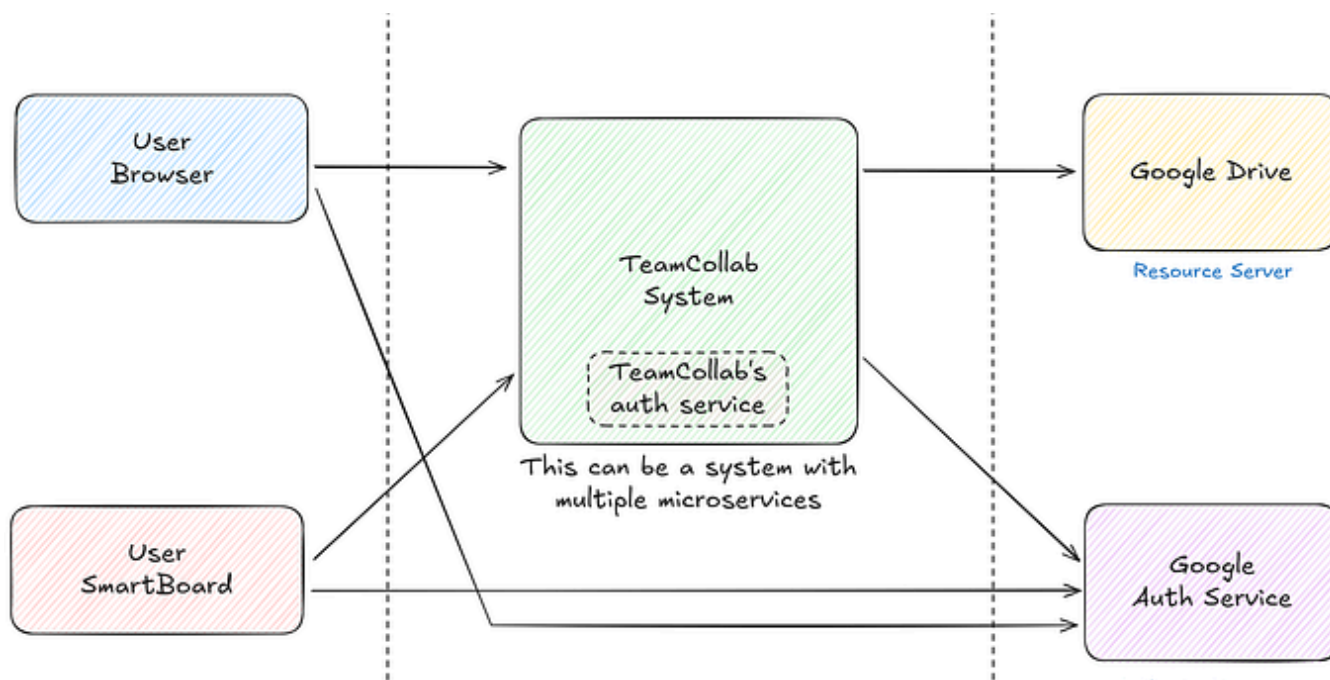 User
Browser
TeamCollab
System
TeamCollab's
auth service
This can be a system with
multiple microservices
Google Drive
Resource Server
User
SmartBoard
Google
Auth Service